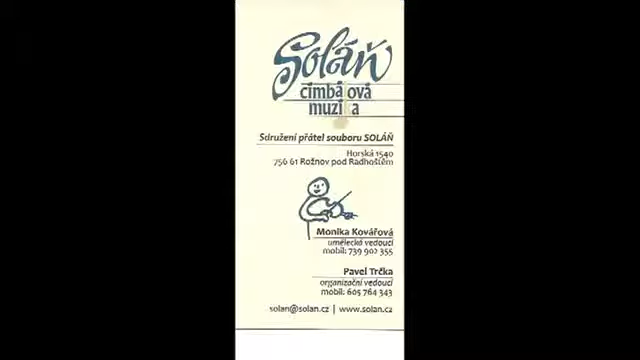 Soláň
cimbálová
muzika
Sdružení přátel souboru SOLÁŇ
Horská 1540
756 61 Rožnov pod Radhoštěm
Monika Kovářová
umělecká vedoucí
mobil: 739 902 355
Pavel Trčka
organizační vedoucí
mobil: 605 764 343
solan@solan.cz | www.solan.cz